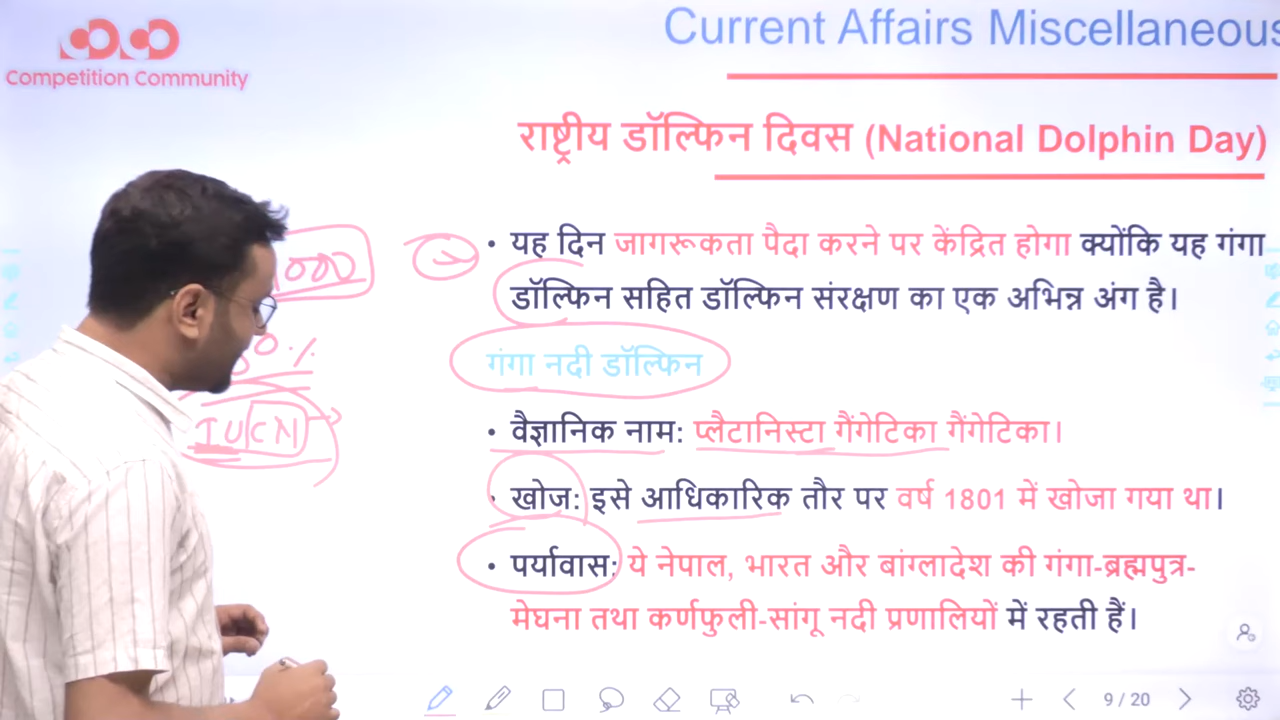 Current Affairs Miscellaneous
Competition Community
राष्ट्रीय डॉल्फिन दिवस (National Dolphin Day)
• यह दिन जागरूकता पैदा करने पर केंद्रित होगा क्योंकि यह गंगा
डॉल्फिन सहित डॉल्फिन संरक्षण का एक अभिन्न अंग है।
गंगा नदी डॉल्फिन
• वैज्ञानिक नाम: प्लैटानिस्टा गैंगेटिका गैंगेटिका।
• खोज: इसे आधिकारिक तौर पर वर्ष 1801 में खोजा गया था।
• पर्यावास: ये नेपाल, भारत और बांग्लादेश की गंगा-ब्रह्मपुत्र-
मेघना तथा कर्णफुली-सांगू नदी प्रणालियों में रहती हैं।
IUCN
9 / 20